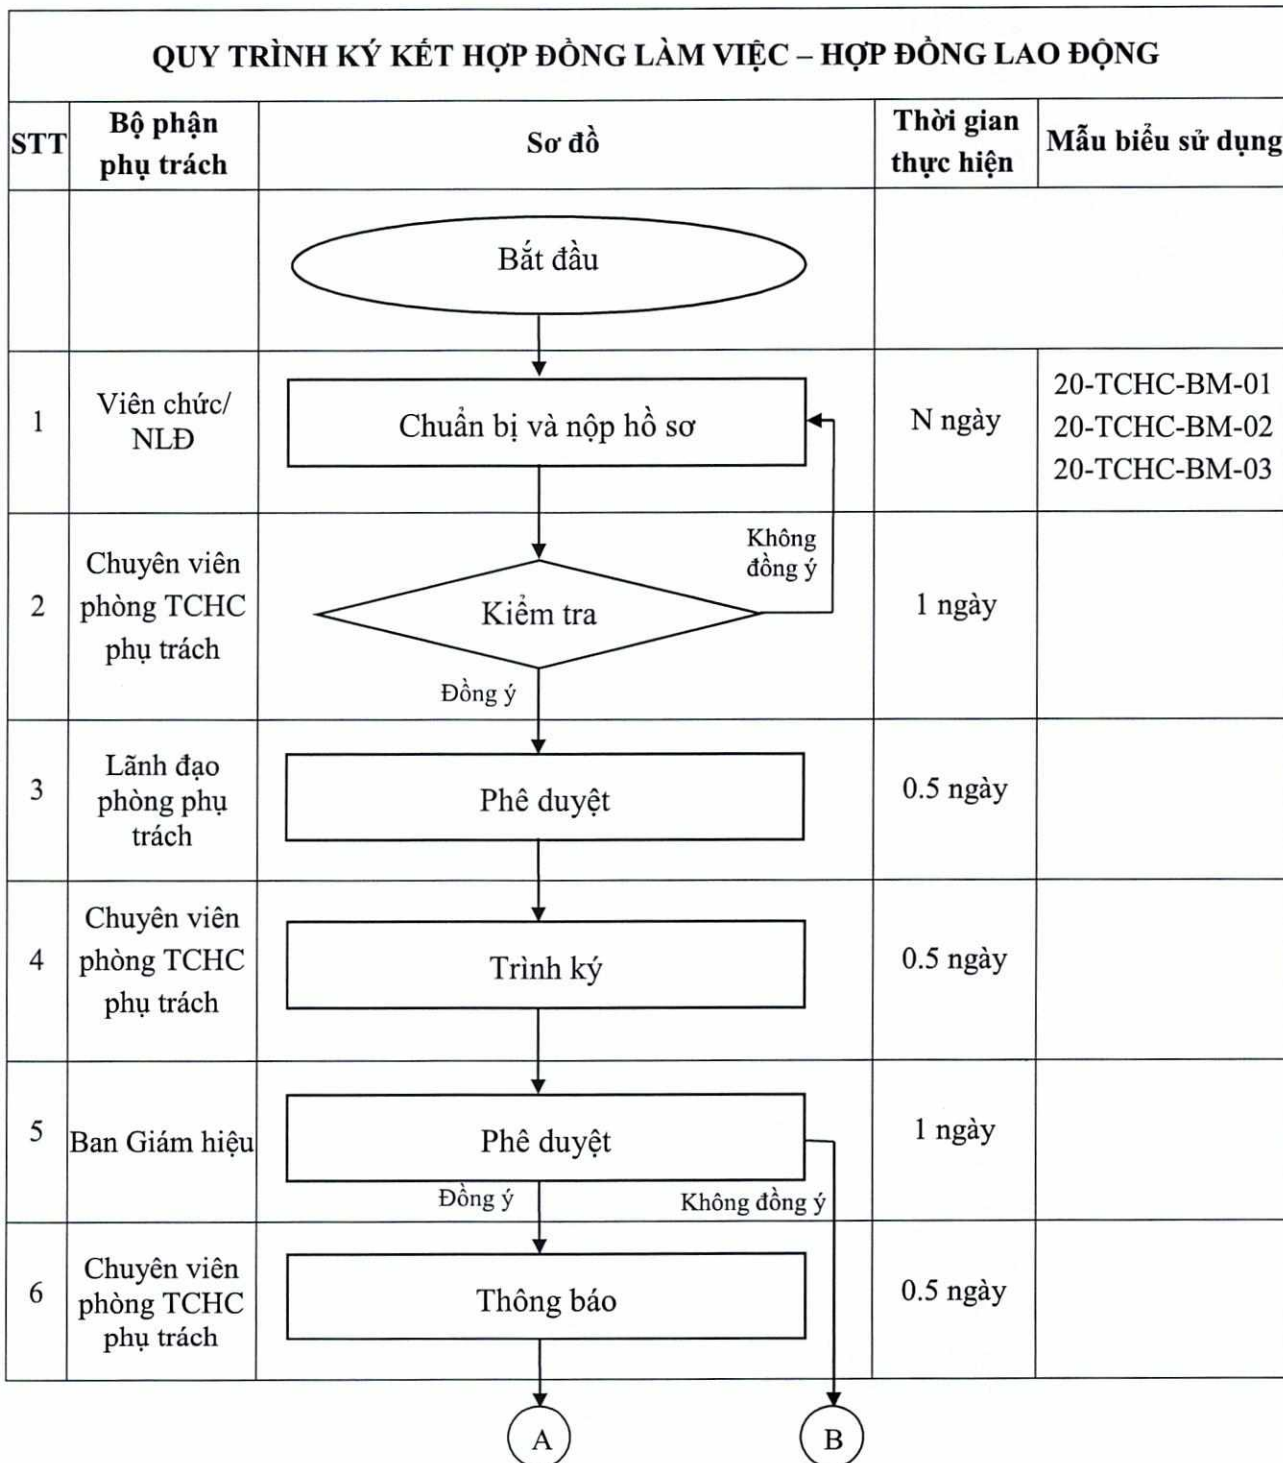 QUY TRÌNH KÝ KẾT HỢP ĐỒNG LÀM VIỆC – HỢP ĐỒNG LAO ĐỘNG
STT
Bộ phận
phụ trách
Sơ đồ
Thời gian
thực hiện
Mẫu biểu sử dụng
Bắt đầu
1
Viên chức/
NLĐ
Chuẩn bị và nộp hồ sơ
N ngày
20-TCHC-BM-01
20-TCHC-BM-02
20-TCHC-BM-03
2
Chuyên viên
phòng TCHC
phụ trách
Kiểm tra
Không
đồng ý
Đồng ý
1 ngày
3
Lãnh đạo
phòng phụ
trách
Phê duyệt
0.5 ngày
4
Chuyên viên
phòng TCHC
phụ trách
Trình ký
0.5 ngày
5
Ban Giám hiệu
Phê duyệt
Đồng ý
Không đồng ý
1 ngày
6
Chuyên viên
phòng TCHC
phụ trách
Thông báo
0.5 ngày
A
B